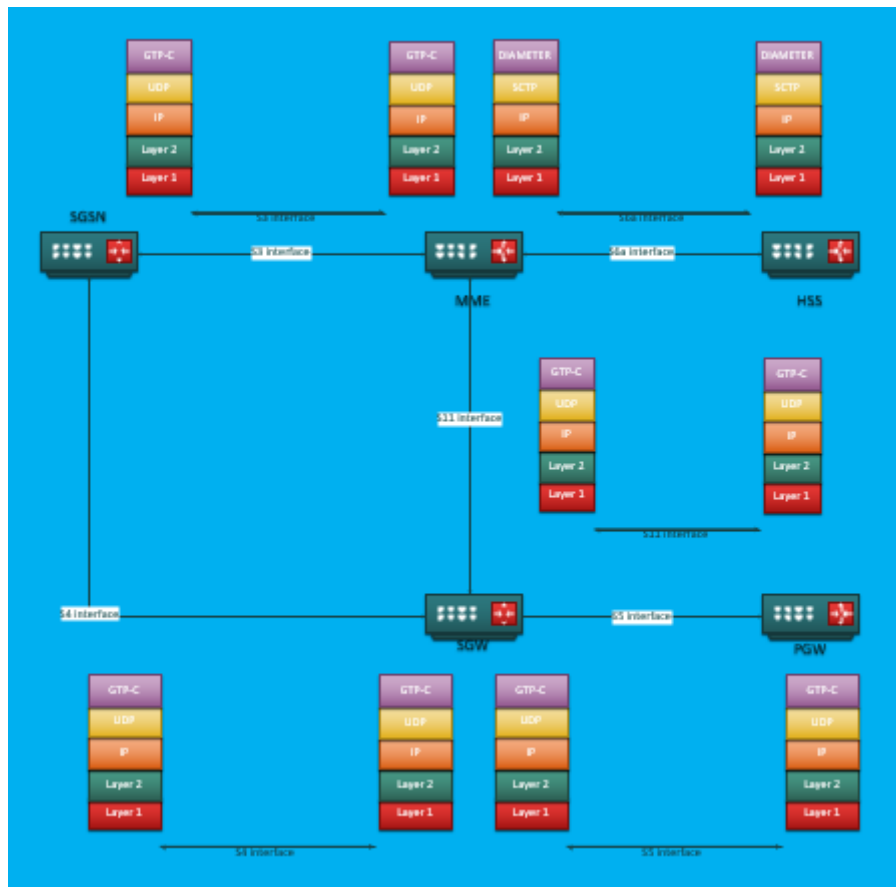 GTP-C
UDP
IP
Layer 2
Layer 1
GTP-C
UDP
IP
Layer 2
Layer 1
S3 Interface
DIAMETER
SCTP
IP
Layer 2
Layer 1
DIAMETER
SCTP
IP
Layer 2
Layer 1
S6a Interface
SGSN
S3 Interface
MME
S6a Interface
HSS
S11 Interface
GTP-C
UDP
IP
Layer 2
Layer 1
GTP-C
UDP
IP
Layer 2
Layer 1
S11 Interface
S4 Interface
SGW
S5 Interface
PGW
GTP-C
UDP
IP
Layer 2
Layer 1
GTP-C
UDP
IP
Layer 2
Layer 1
S4 Interface
GTP-C
UDP
IP
Layer 2
Layer 1
GTP-C
UDP
IP
Layer 2
Layer 1
S5 Interface